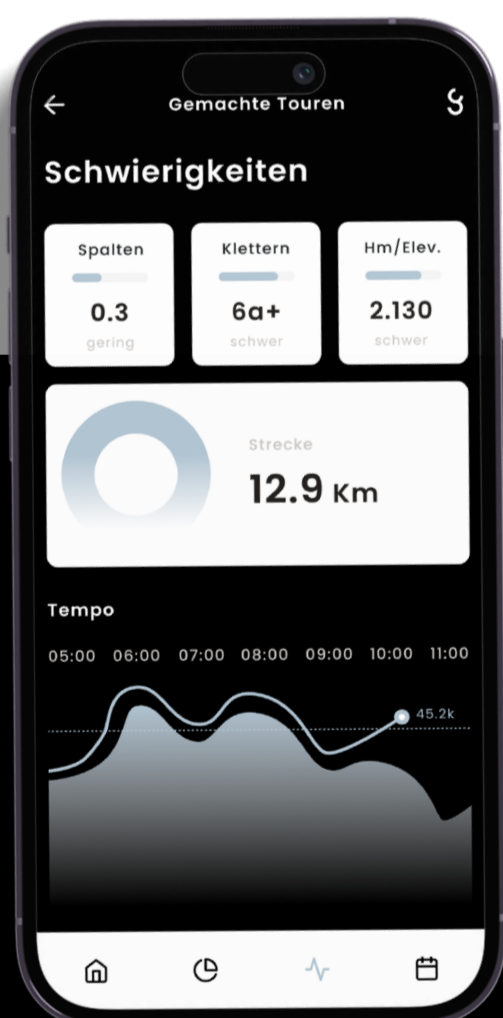 Gemachte Touren
Schwierigkeiten
Spalten
0.3
gering
Klettern
6a+
schwer
Hm/Elev.
2.130
schwer
Strecke
12.9 Km
Tempo
05:00 06:00 07:00 08:00 09:00 10:00 11:00
45.2k